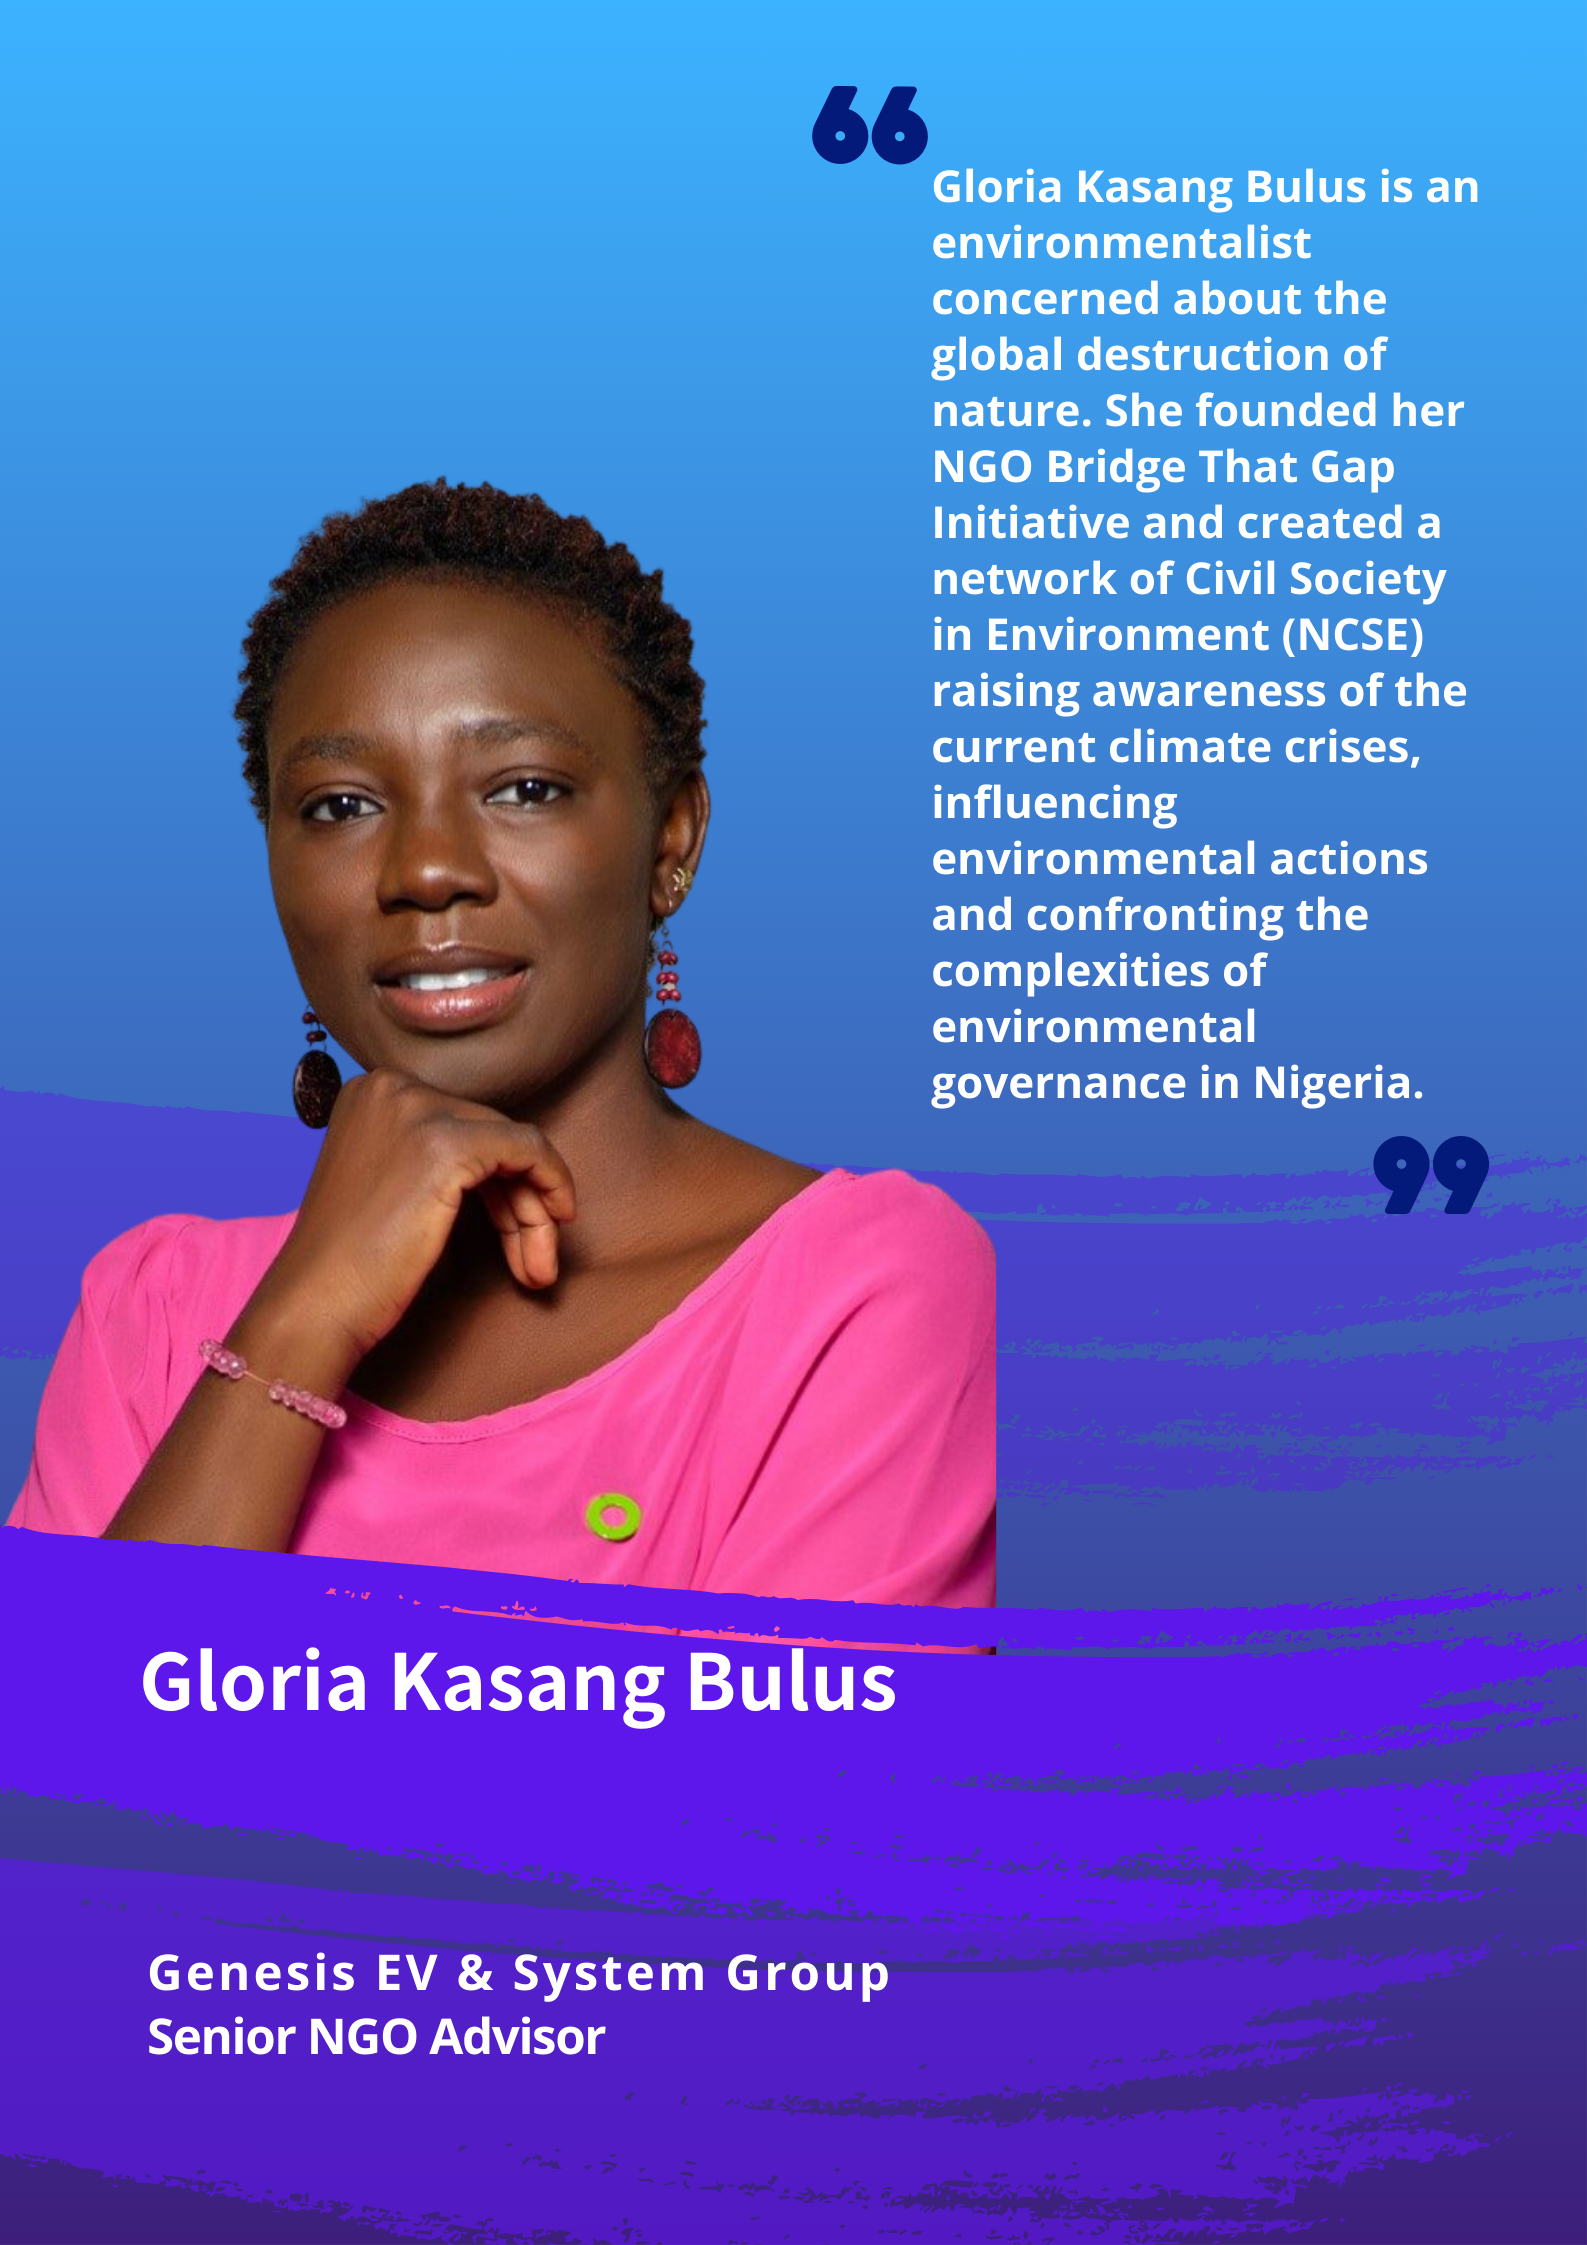 Gloria Kasang Bulus is an
environmentalist
concerned about the
global destruction of
nature. She founded her
NGO Bridge That Gap
Initiative and created a
network of Civil Society
in Environment (NCSE)
raising awareness of the
current climate crises,
influencing
environmental actions
and confronting the
complexities of
environmental
governance in Nigeria.
Gloria Kasang Bulus
Genesis EV & System Group
Senior NGO Advisor